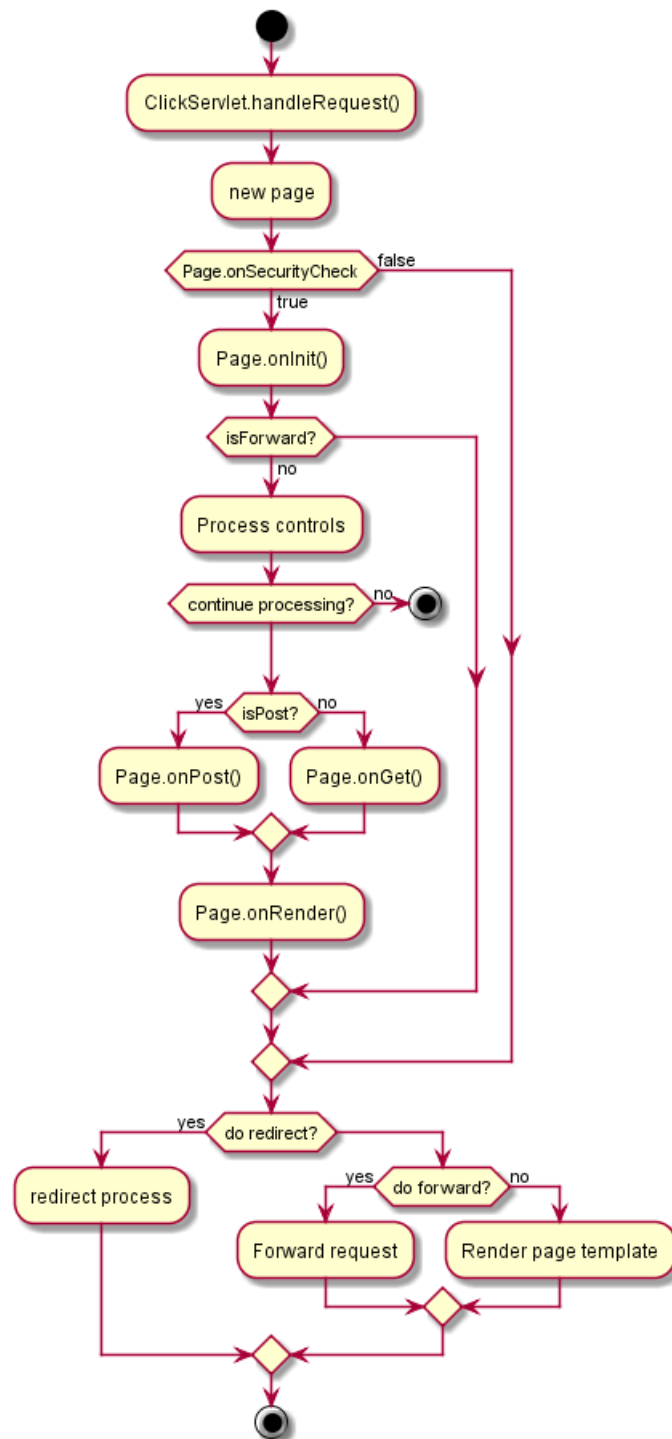 ClickServlet.handleRequest()
new page
Page.onSecurityCheck
false
true
Page.onInit()
isForward?
no
Process controls
continue processing?
no
isPost?
yes
no
Page.onPost()
Page.onGet()
Page.onRender()
do redirect?
yes
redirect process
do forward?
yes
no
Forward request
Render page template